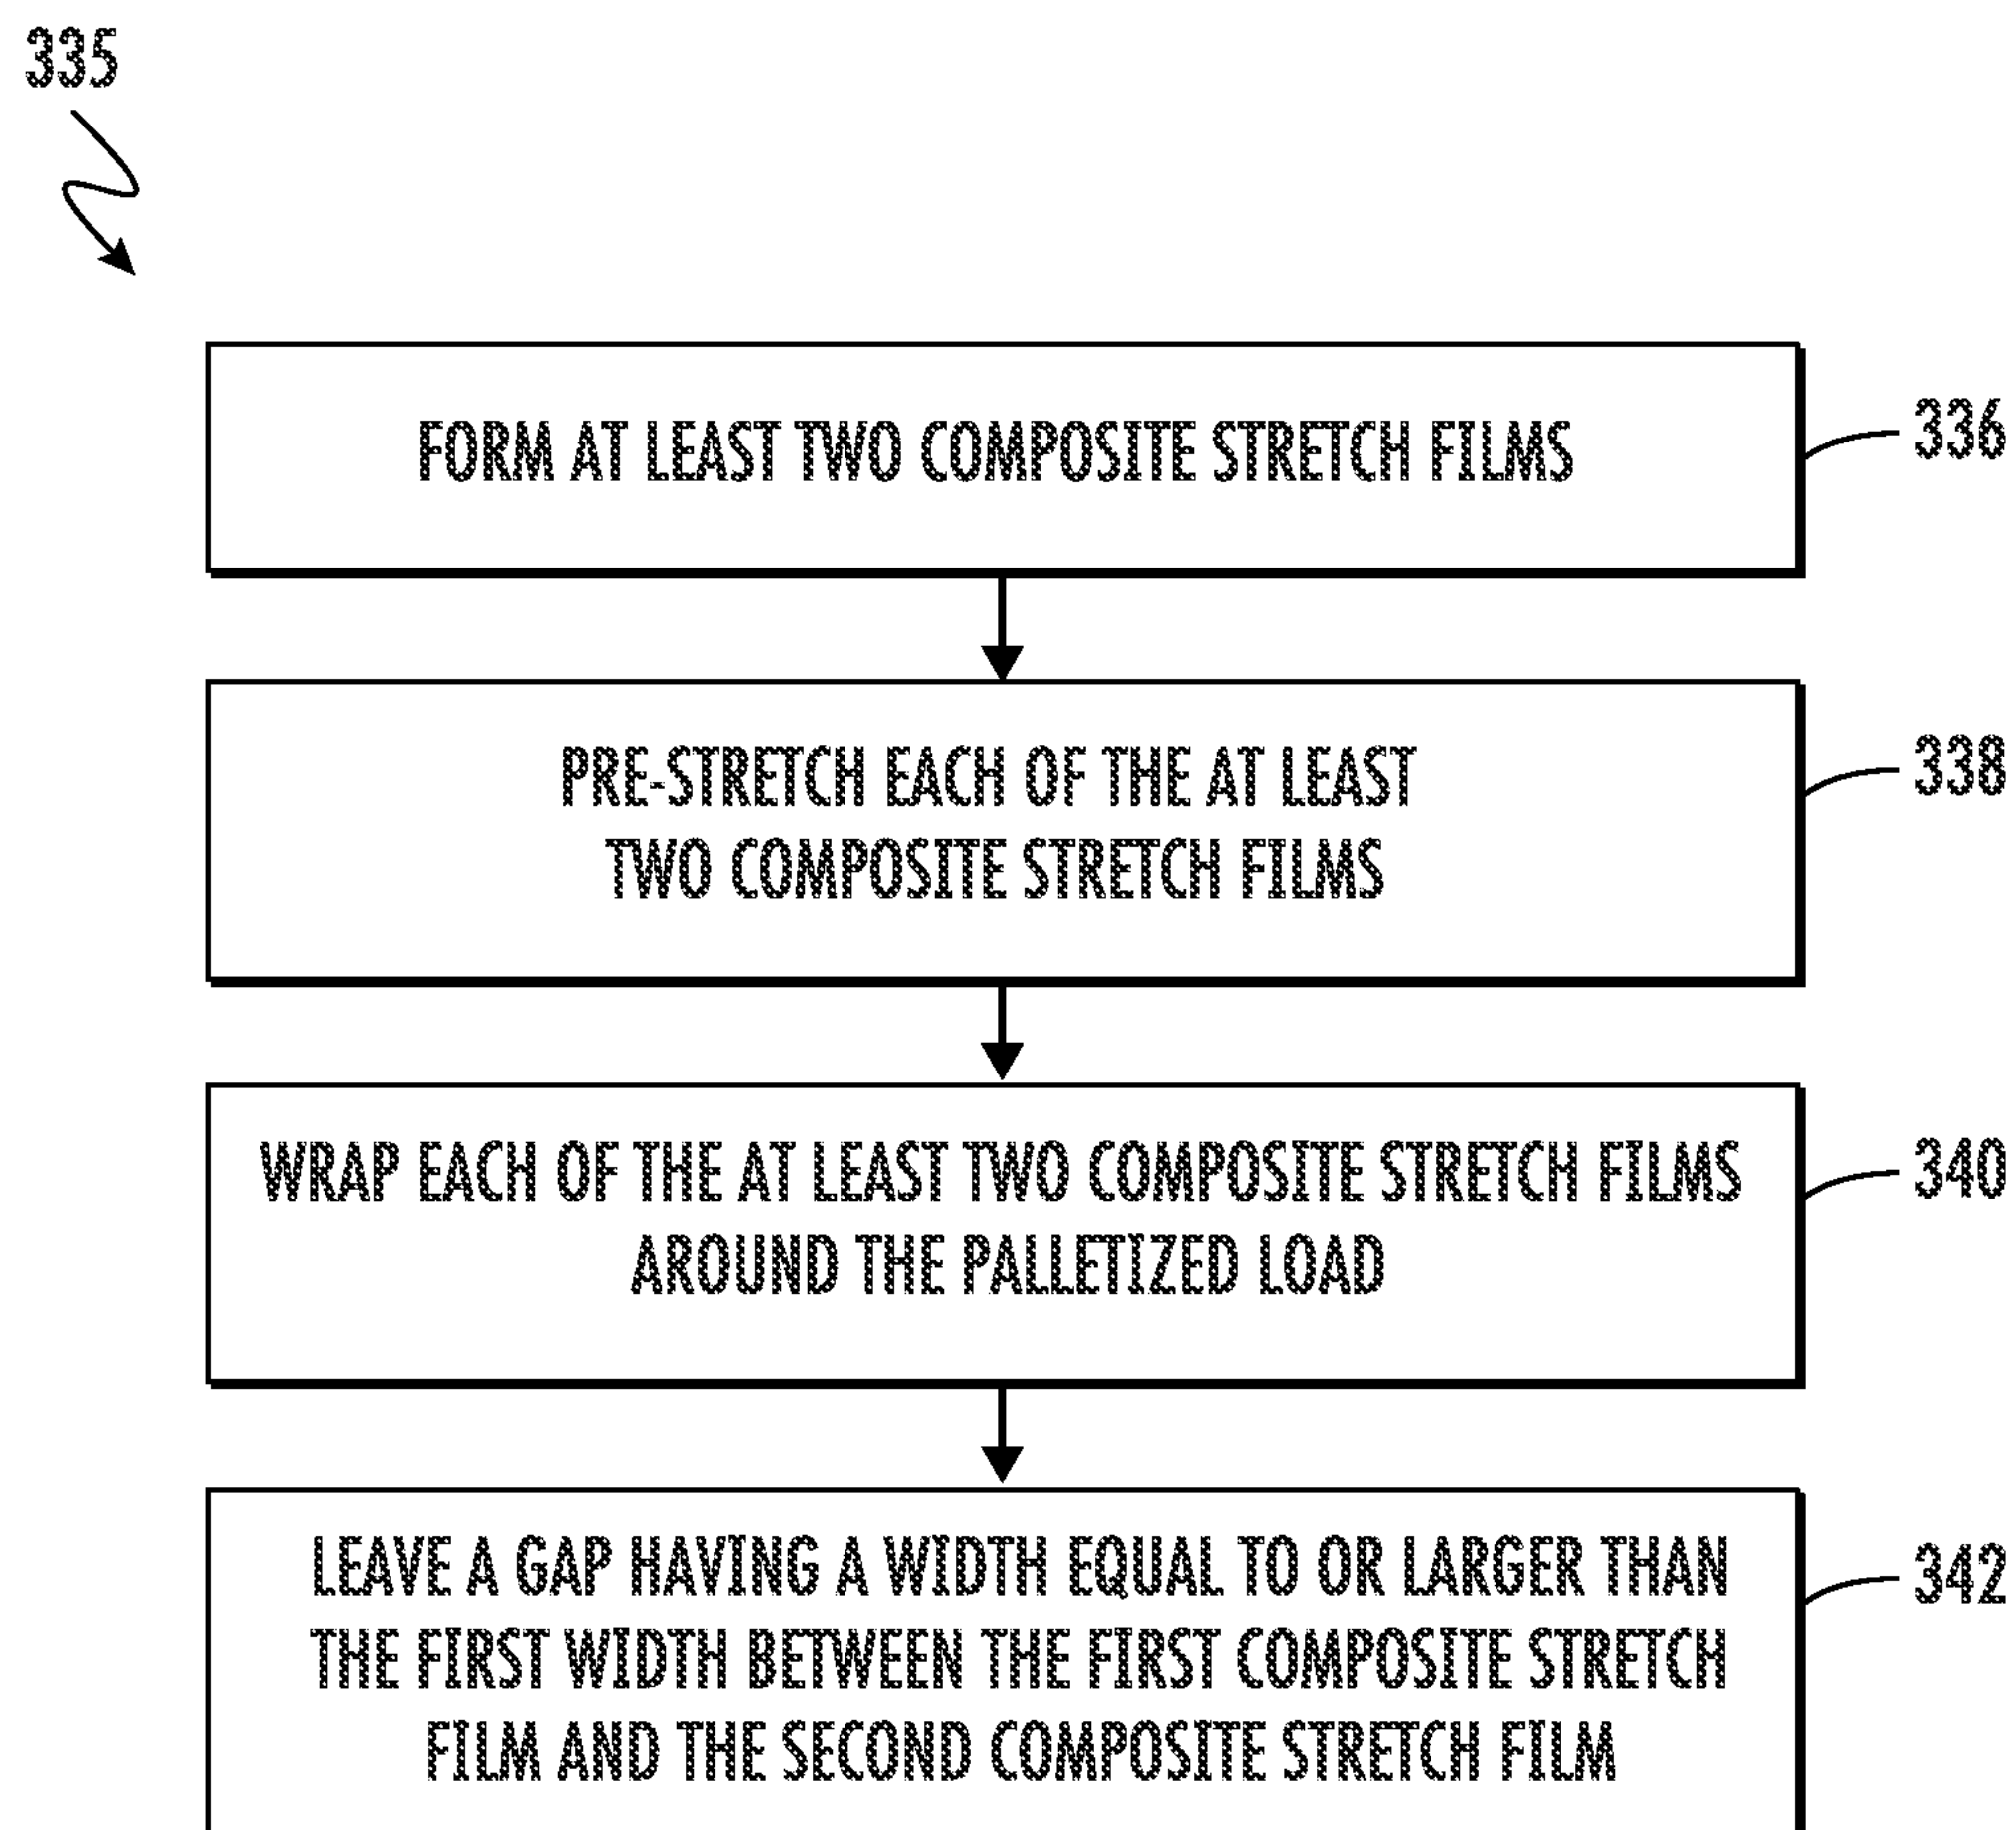 335
FORM AT LEAST TWO COMPOSITE STRETCH FILMS
336
PRE-STRETCH EACH OF THE AT LEAST
TWO COMPOSITE STRETCH FILMS
338
WRAP EACH OF THE AT LEAST TWO COMPOSITE STRETCH FILMS
AROUND THE PALLETIZED LOAD
340
LEAVE A GAP HAVING A WIDTH EQUAL TO OR LARGER THAN
THE FIRST WIDTH BETWEEN THE FIRST COMPOSITE STRETCH
FILM AND THE SECOND COMPOSITE STRETCH FILM
342